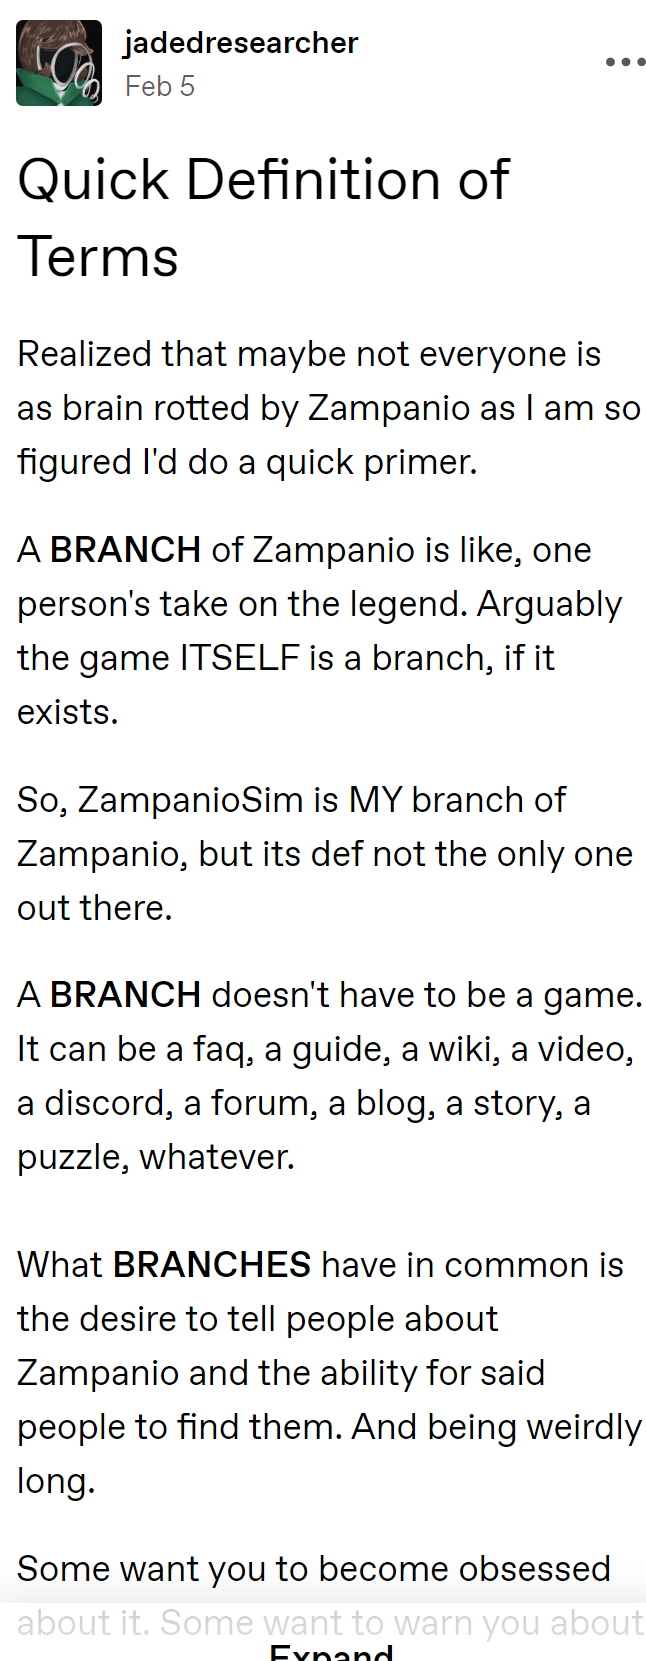 jadedresearcher
Feb 5
Quick Definition of
Terms
Realized that maybe not everyone is
as brain rotted by Zampanio as I am so
figured I'd do a quick primer.
A BRANCH of Zampanio is like, one
person's take on the legend. Arguably
the game ITSELF is a branch, if it
exists.
So, ZampanioSim is MY branch of
Zampanio, but its def not the only one
out there.
A BRANCH doesn't have to be a game.
It can be a faq, a guide, a wiki, a video,
a discord, a forum, a blog, a story, a
puzzle, whatever.
What BRANCHES have in common is
the desire to tell people about
Zampanio and the ability for said
people to find them. And being weirdly
long.
Some want you to become obsessed
about it. Some want to warn you about
Expand